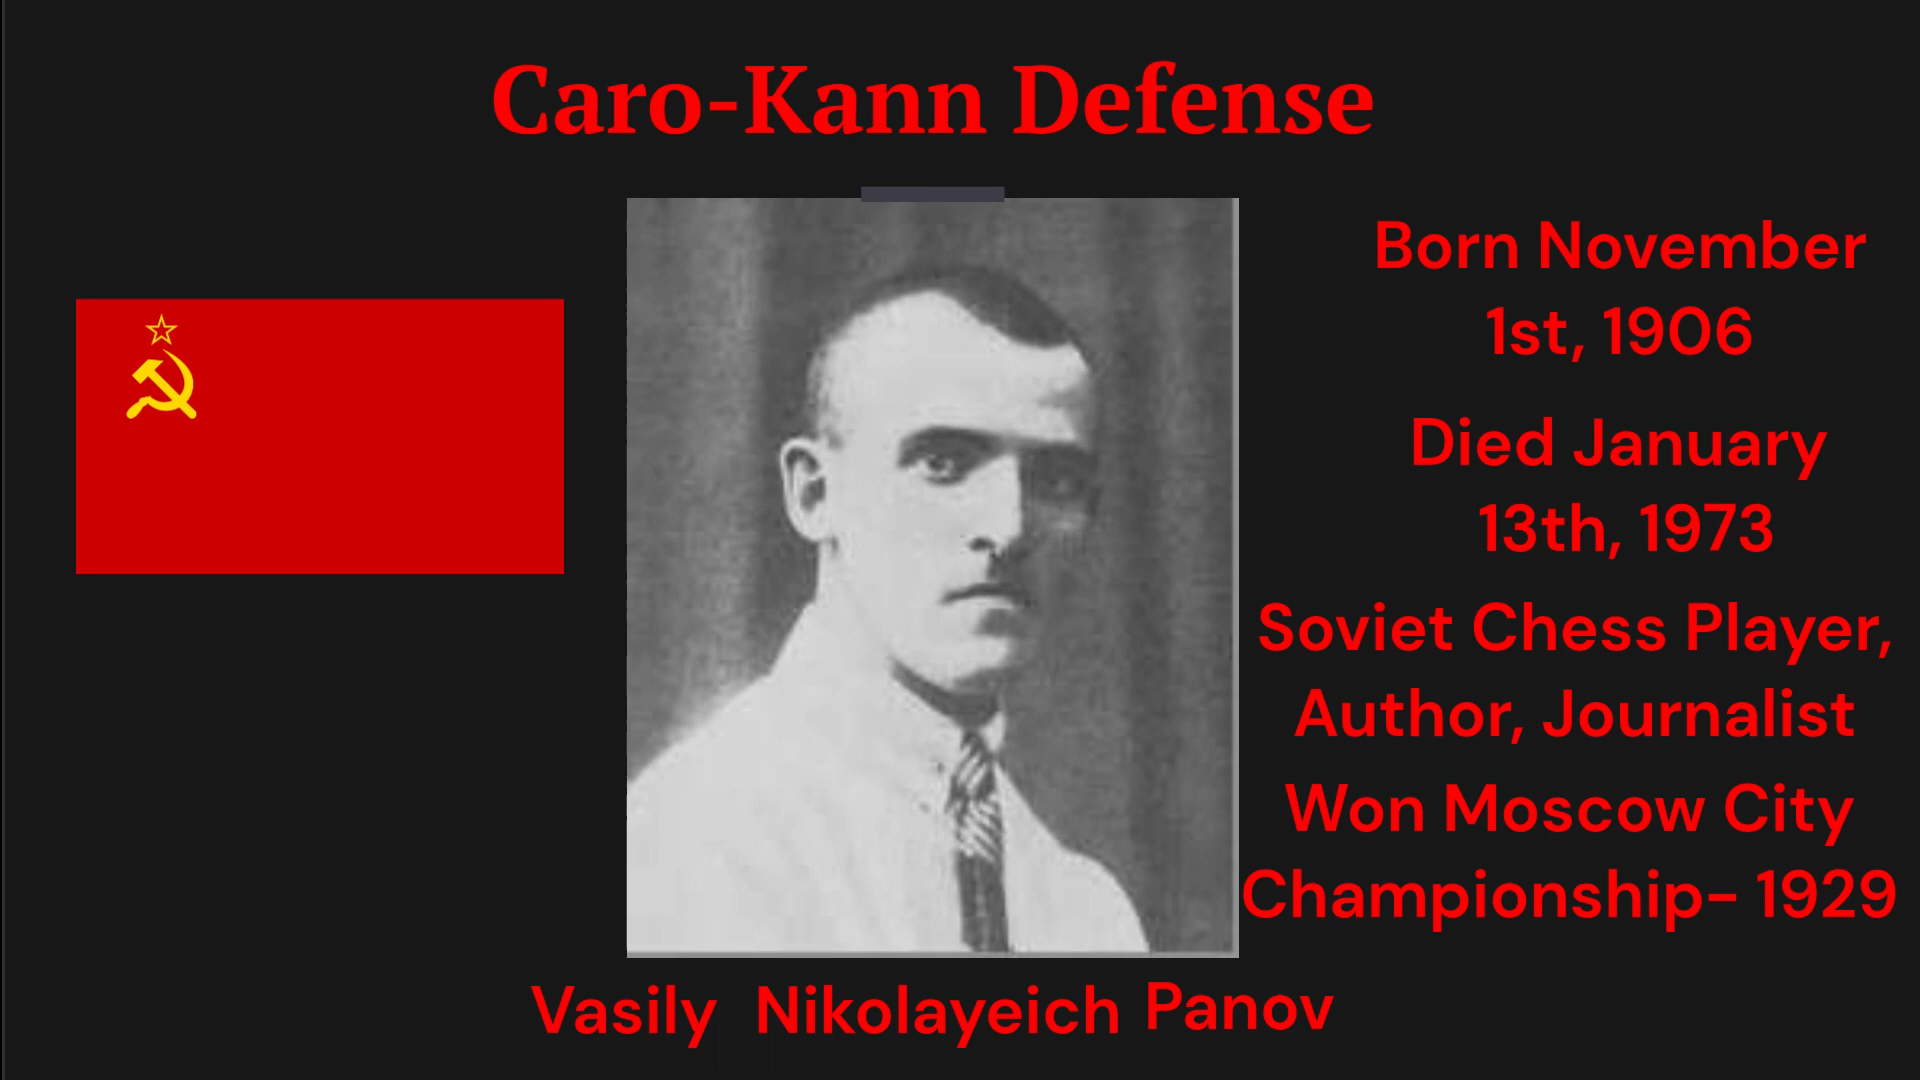 Caro-Kann Defense
Born November
1st, 1906
Died January
13th, 1973
Soviet Chess Player,
Author, Journalist
Won Moscow City
Championship- 1929
Vasily Nikolayeich Panov